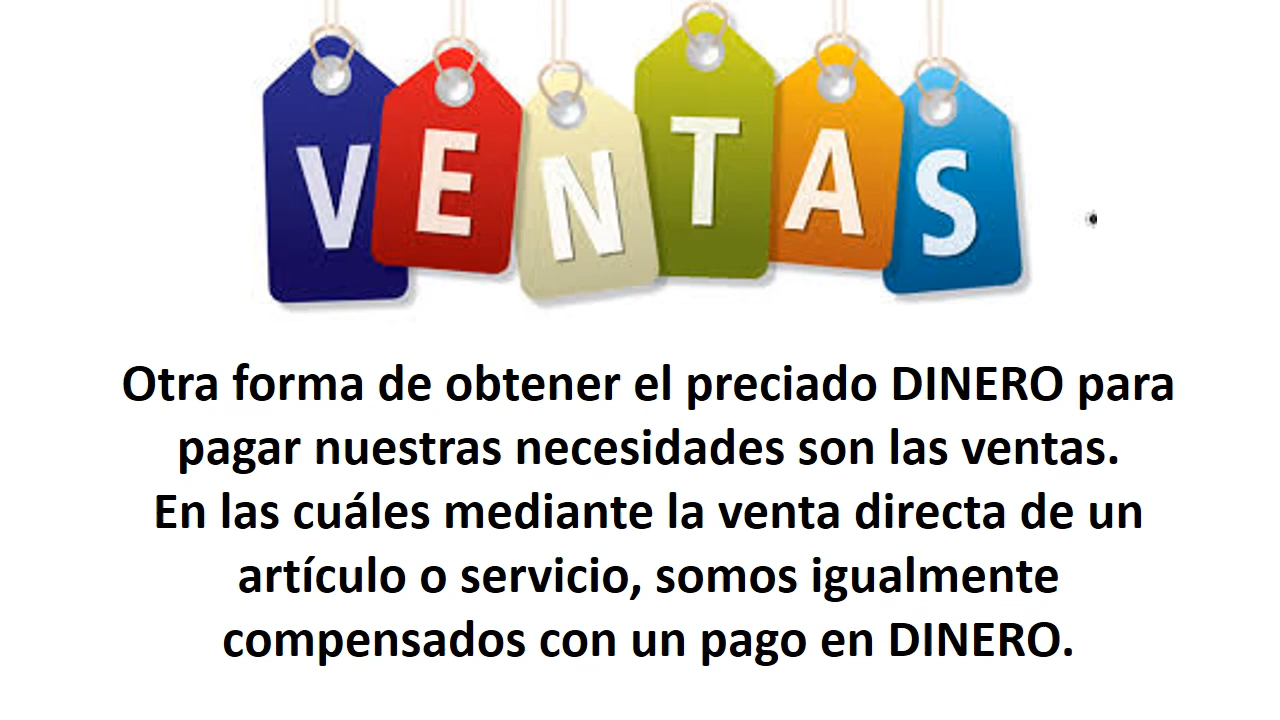 VENTAS
Otra forma de obtener el preciado DINERO para
pagar nuestras necesidades son las ventas.
En las cuáles mediante la venta directa de un
artículo o servicio, somos igualmente
compensados con un pago en DINERO.